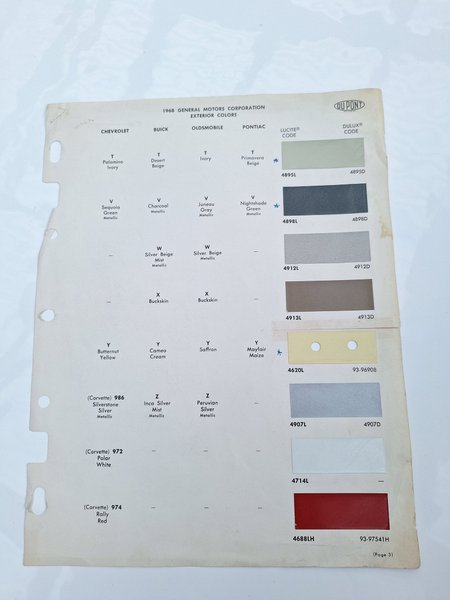 1968 GENERAL MOTORS CORPORATION
EXTERIOR COLORS
DU PONT
CHEVROLET BUICK OLDSMOBILE PONTIAC LUCITE® CODE DULUX® CODE
T T T T
Palomino Ivory Desert Beige Ivory Primavera Beige
4895L 4895D
V V V V
Sequoia Green Metallic Charcoal Metallic Juneau Gray Metallic Nightshade Green Metallic
4898L 4898D
— W W —
Silver Beige Mist Metallic Silver Beige Metallic
4912L 4912D
— X X —
Buckskin Buckskin
4913L 4913D
Y Y Y Y
Butternut Yellow Cameo Cream Saffron Mayfair Maize
4620L 93-96908
(Corvette) 986 Z Z —
Silverstone Silver Metallic Inca Silver Mist Metallic Peruvian Silver Metallic
4907L 4907D
(Corvette) 972 — — —
Polar White
4714L —
(Corvette) 974 — — —
Rally Red
4688LH 93-97541H
(Page 3)